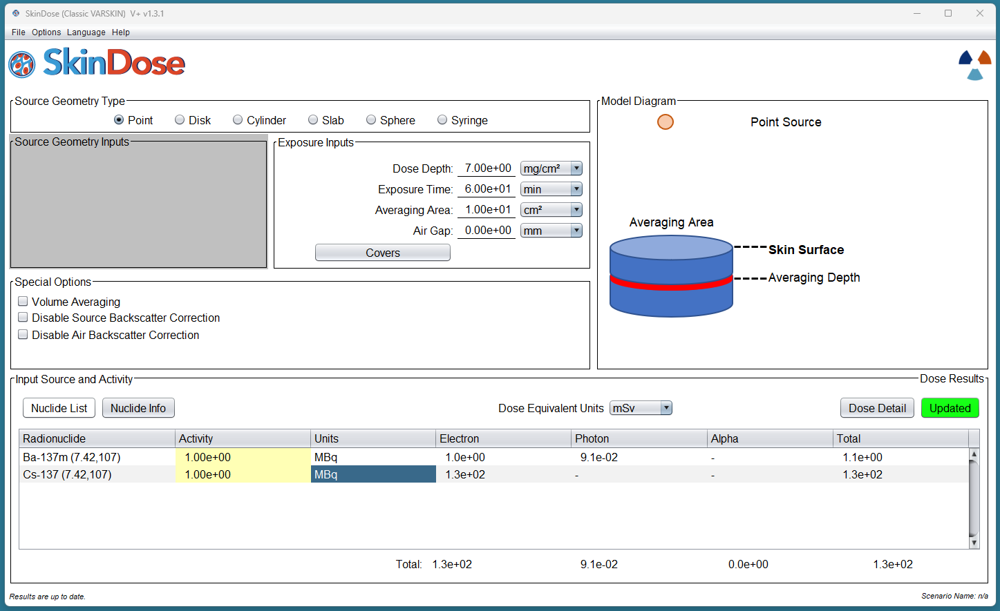 SkinDose (Classic VARSKIN) V+ v1.3.1
File Options Language Help
SkinDose
Source Geometry Type
Point Disk Cylinder Slab Sphere Syringe
Source Geometry Inputs
Exposure Inputs
Dose Depth: 7.00e+00 mg/cm²
Exposure Time: 6.00e+01 min
Averaging Area: 1.00e+01 cm²
Air Gap: 0.00e+00 mm
Covers
Special Options
Volume Averaging
Disable Source Backscatter Correction
Disable Air Backscatter Correction
Model Diagram
Point Source
Averaging Area
Skin Surface
Averaging Depth
Input Source and Activity
Dose Results
Nuclide List Nuclide Info Dose Equivalent Units mSv Dose Detail Updated
Radionuclide Activity Units Electron Photon Alpha Total
Ba-137m (7.42,107) 1.00e+00 MBq 1.0e+00 9.1e-02 - 1.1e+00
Cs-137 (7.42,107) 1.00e+00 MBq 1.3e+02 - - 1.3e+02
Total: 1.3e+02 9.1e-02 0.0e+00 1.3e+02
Results are up to date.
Scenario Name: n/a